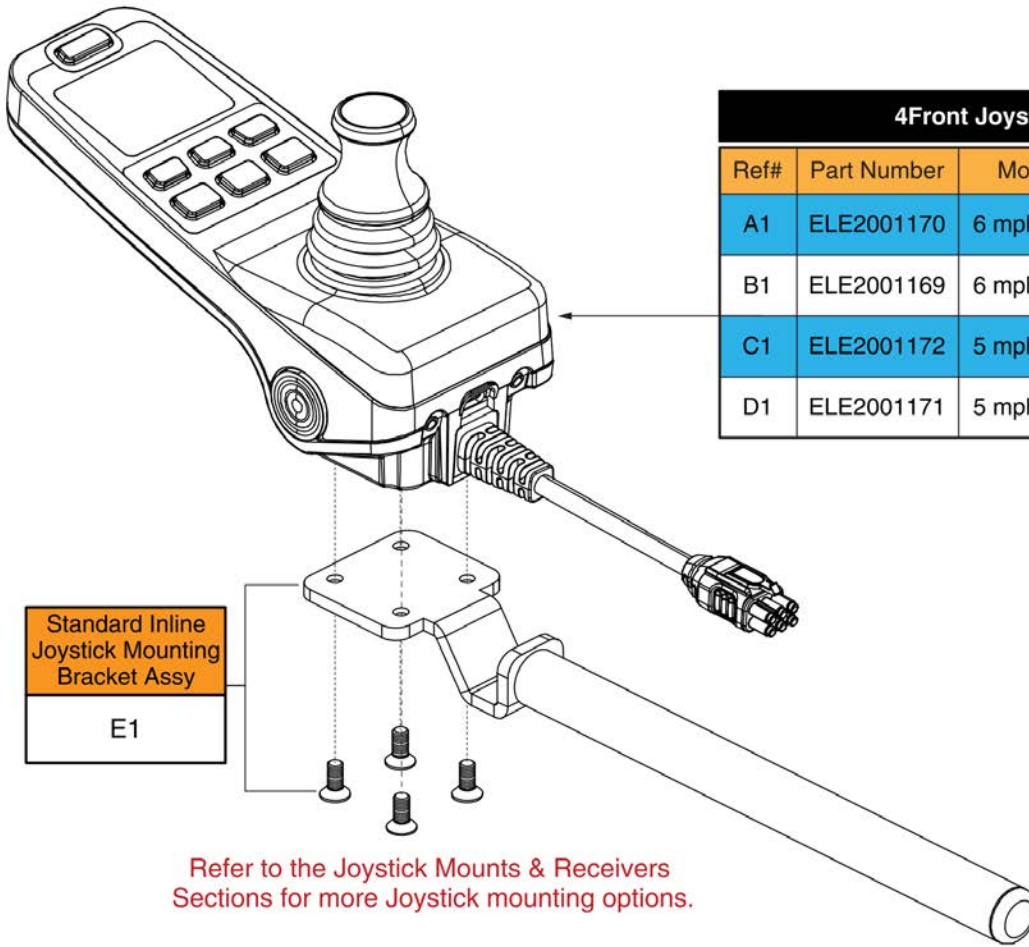 4Front Joys
Ref# Part Number Mo
A1 ELE2001170 6 mpl
B1 ELE2001169 6 mpl
C1 ELE2001172 5 mpl
D1 ELE2001171 5 mpl
Standard Inline
Joystick Mounting
Bracket Assy
E1
Refer to the Joystick Mounts & Receivers
Sections for more Joystick mounting options.